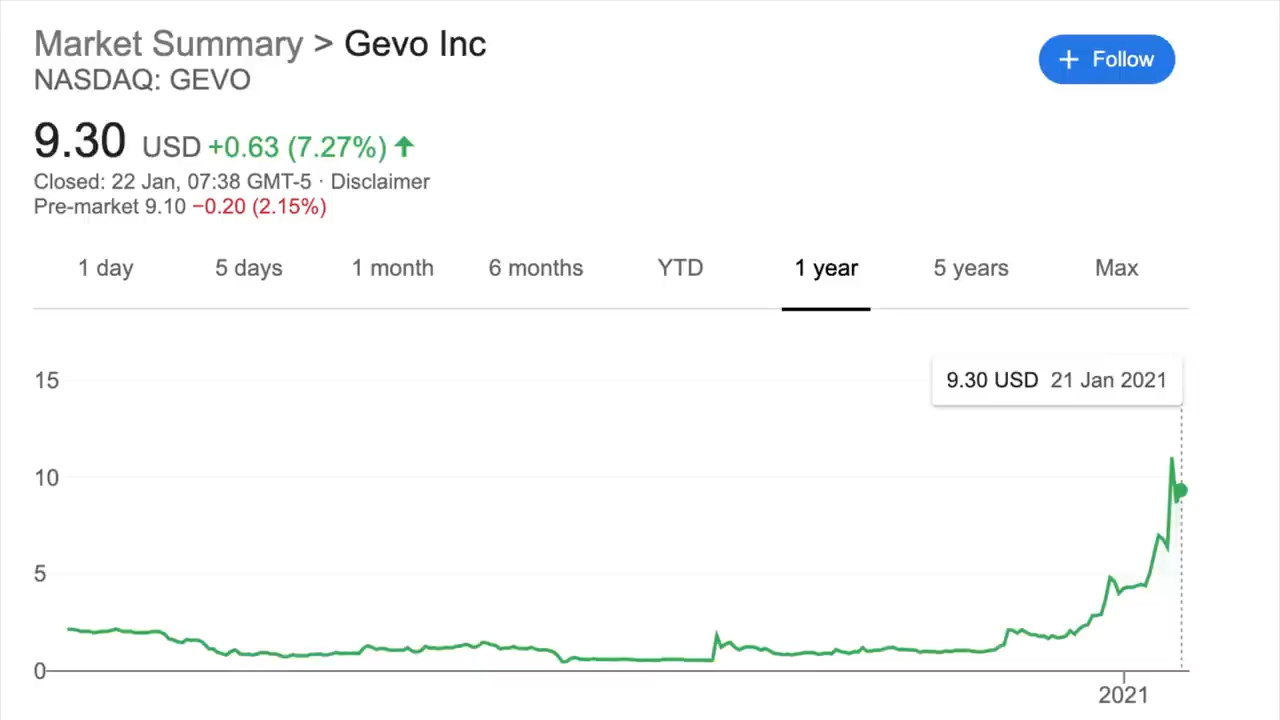 Market Summary > Gevo Inc
NASDAQ: GEVO
+ Follow
9.30 USD +0.63 (7.27%) ↑
Closed: 22 Jan, 07:38 GMT-5 · Disclaimer
Pre-market 9.10 −0.20 (2.15%)
1 day 5 days 1 month 6 months YTD 1 year 5 years Max
9.30 USD 21 Jan 2021
15
10
5
0
2021